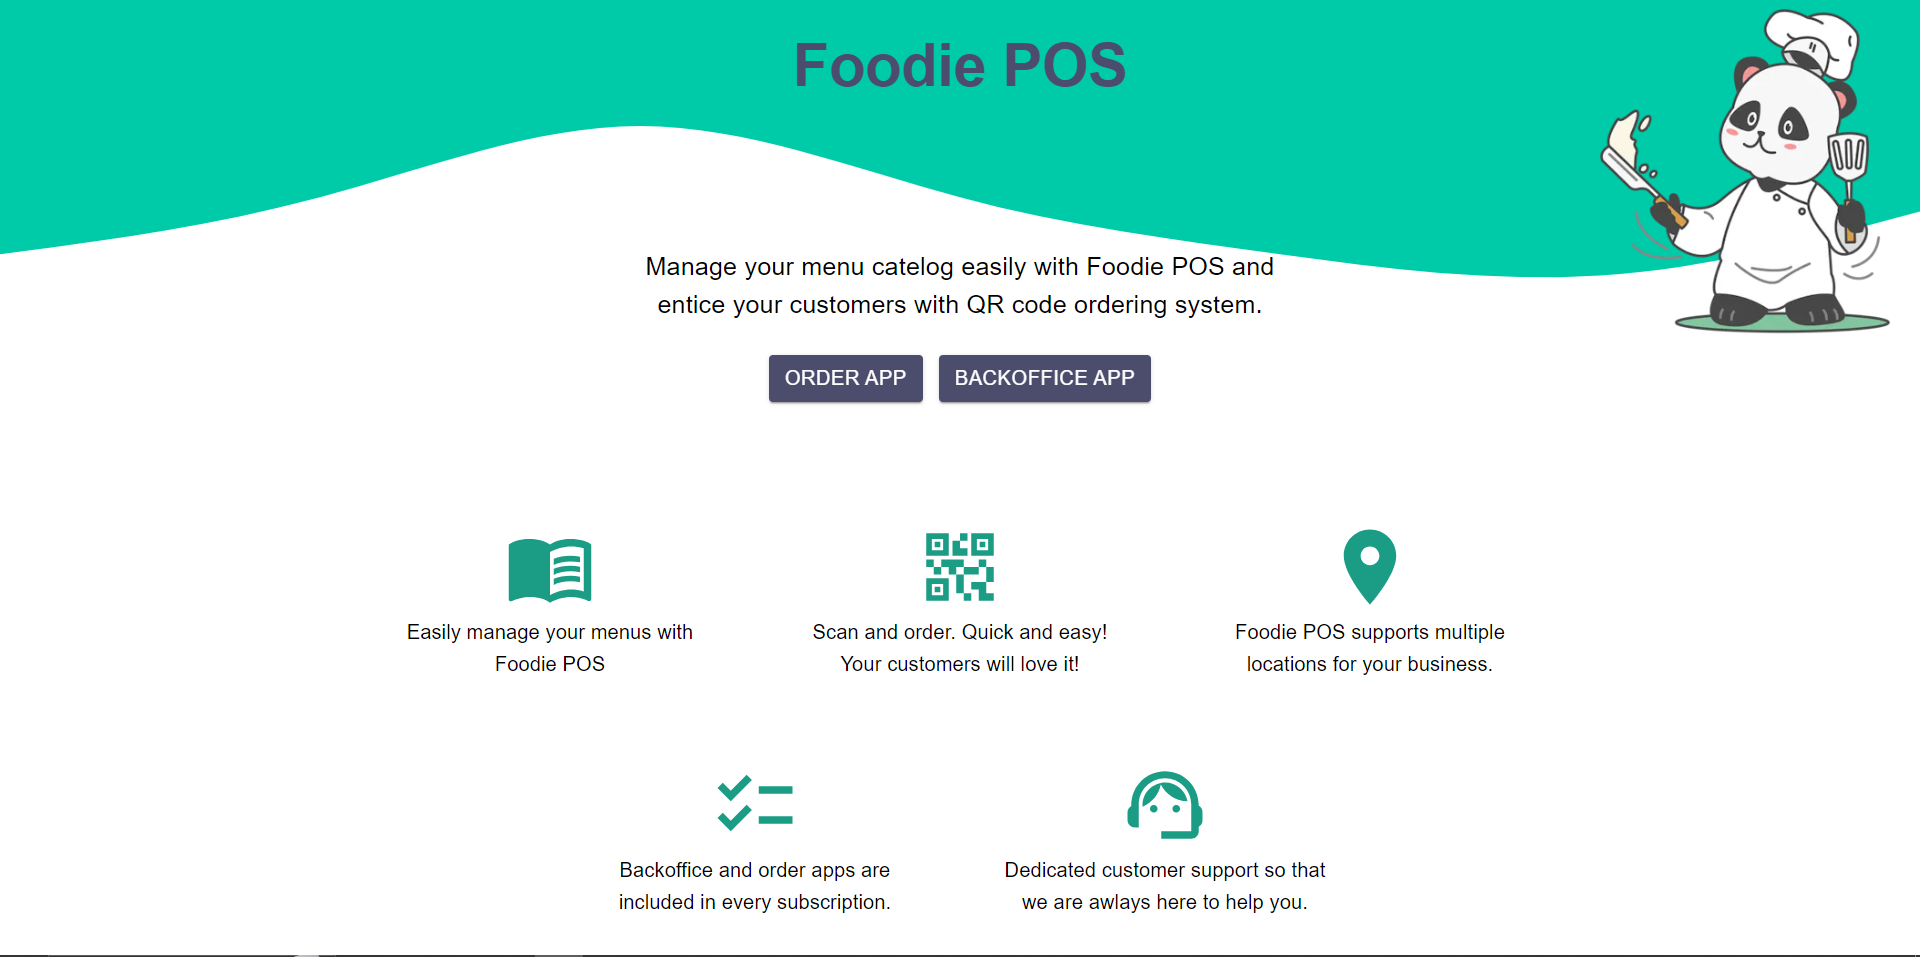 Foodie POS
Manage your menu catelog easily with Foodie POS and
entice your customers with QR code ordering system.
ORDER APP
BACKOFFICE APP
Easily manage your menus with
Foodie POS
Scan and order. Quick and easy!
Your customers will love it!
Foodie POS supports multiple
locations for your business.
Backoffice and order apps are
included in every subscription.
Dedicated customer support so that
we are awlays here to help you.